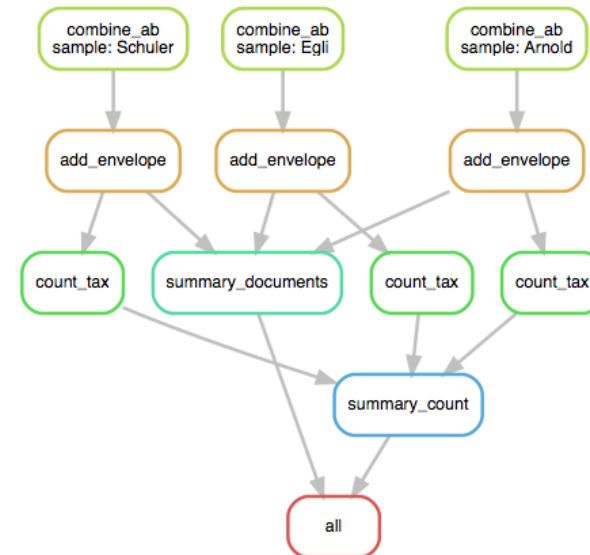 combine_ab
sample: Schuler
combine_ab
sample: Egli
combine_ab
sample: Arnold
add_envelope
add_envelope
add_envelope
count_tax
summary_documents
count_tax
count_tax
summary_count
all